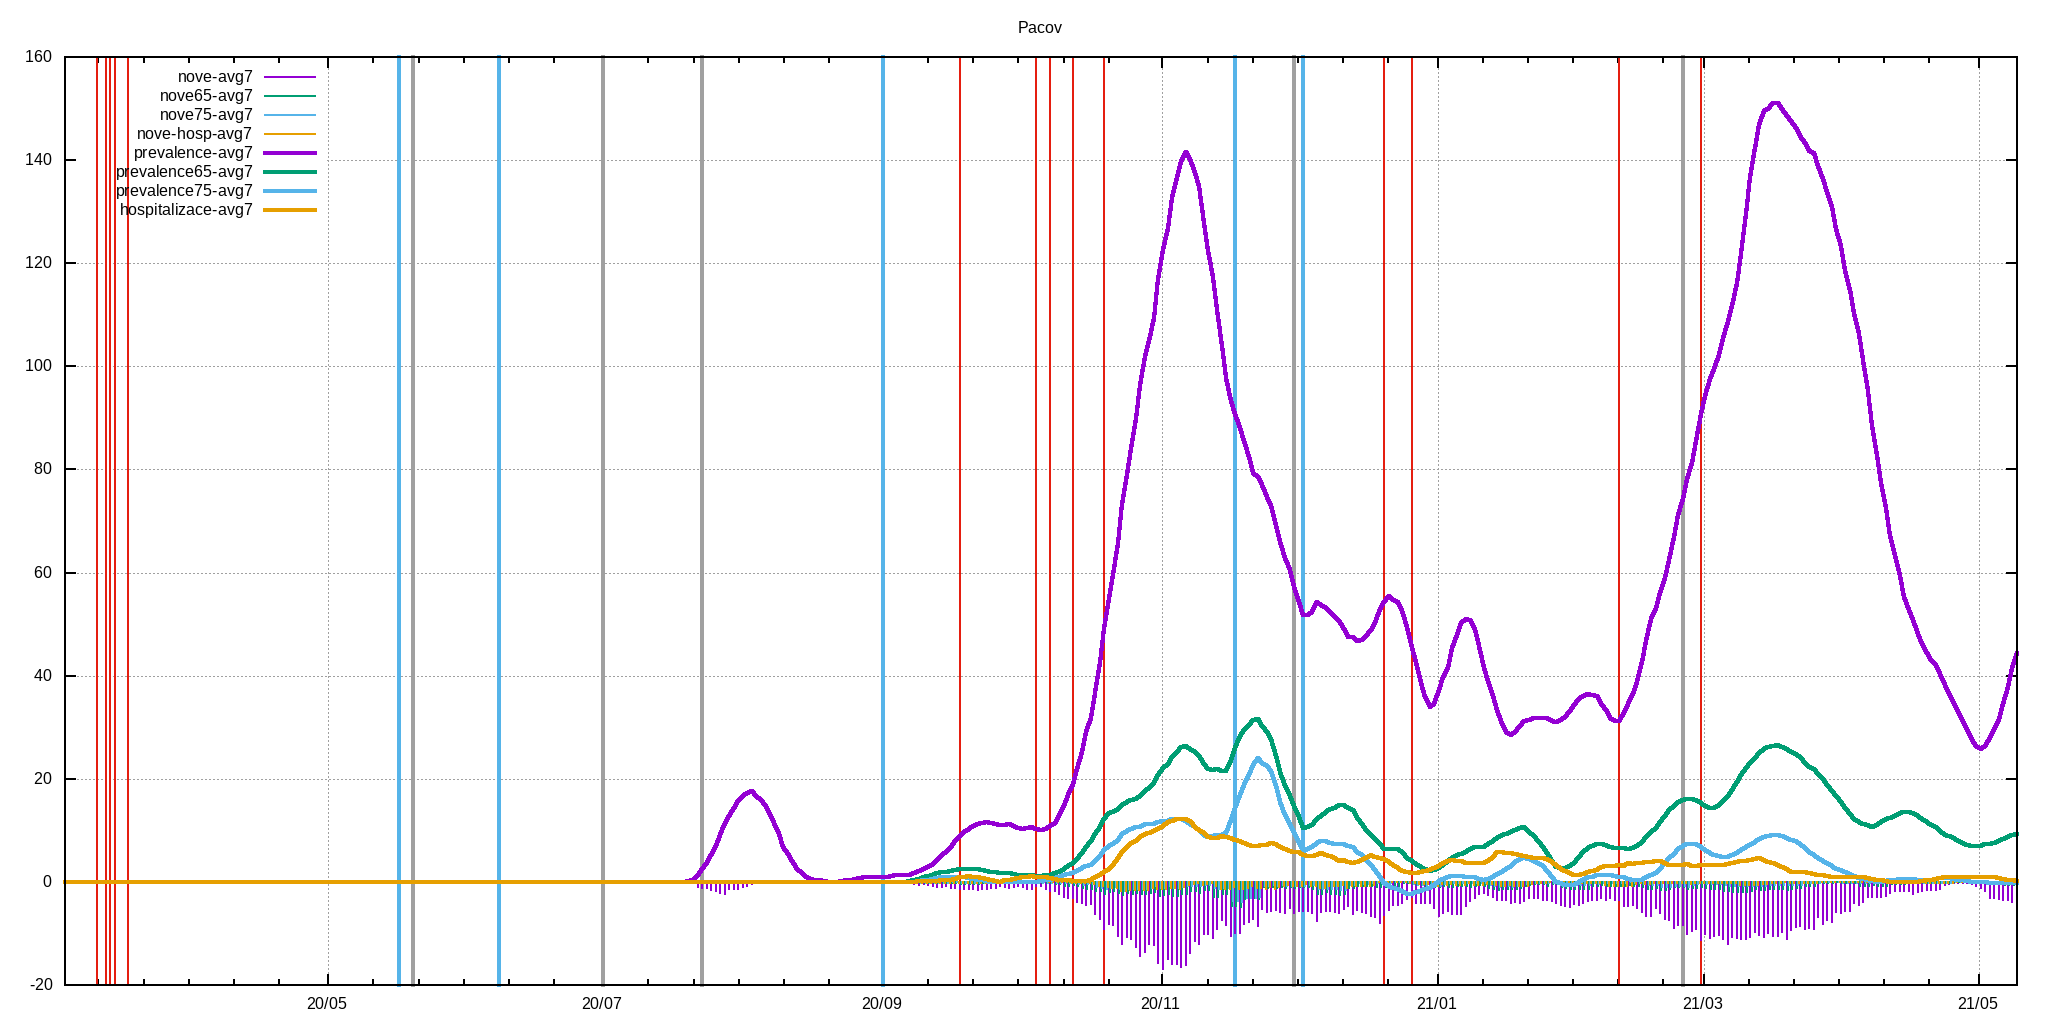 Pacov
160
140
120
100
80
60
40
20
0
-20
nove-avg7
nove65-avg7
nove75-avg7
nove-hosp-avg7
prevalence-avg7
prevalence65-avg7
prevalence75-avg7
hospitalizace-avg7
20/05 20/07 20/09 20/11 21/01 21/03 21/05